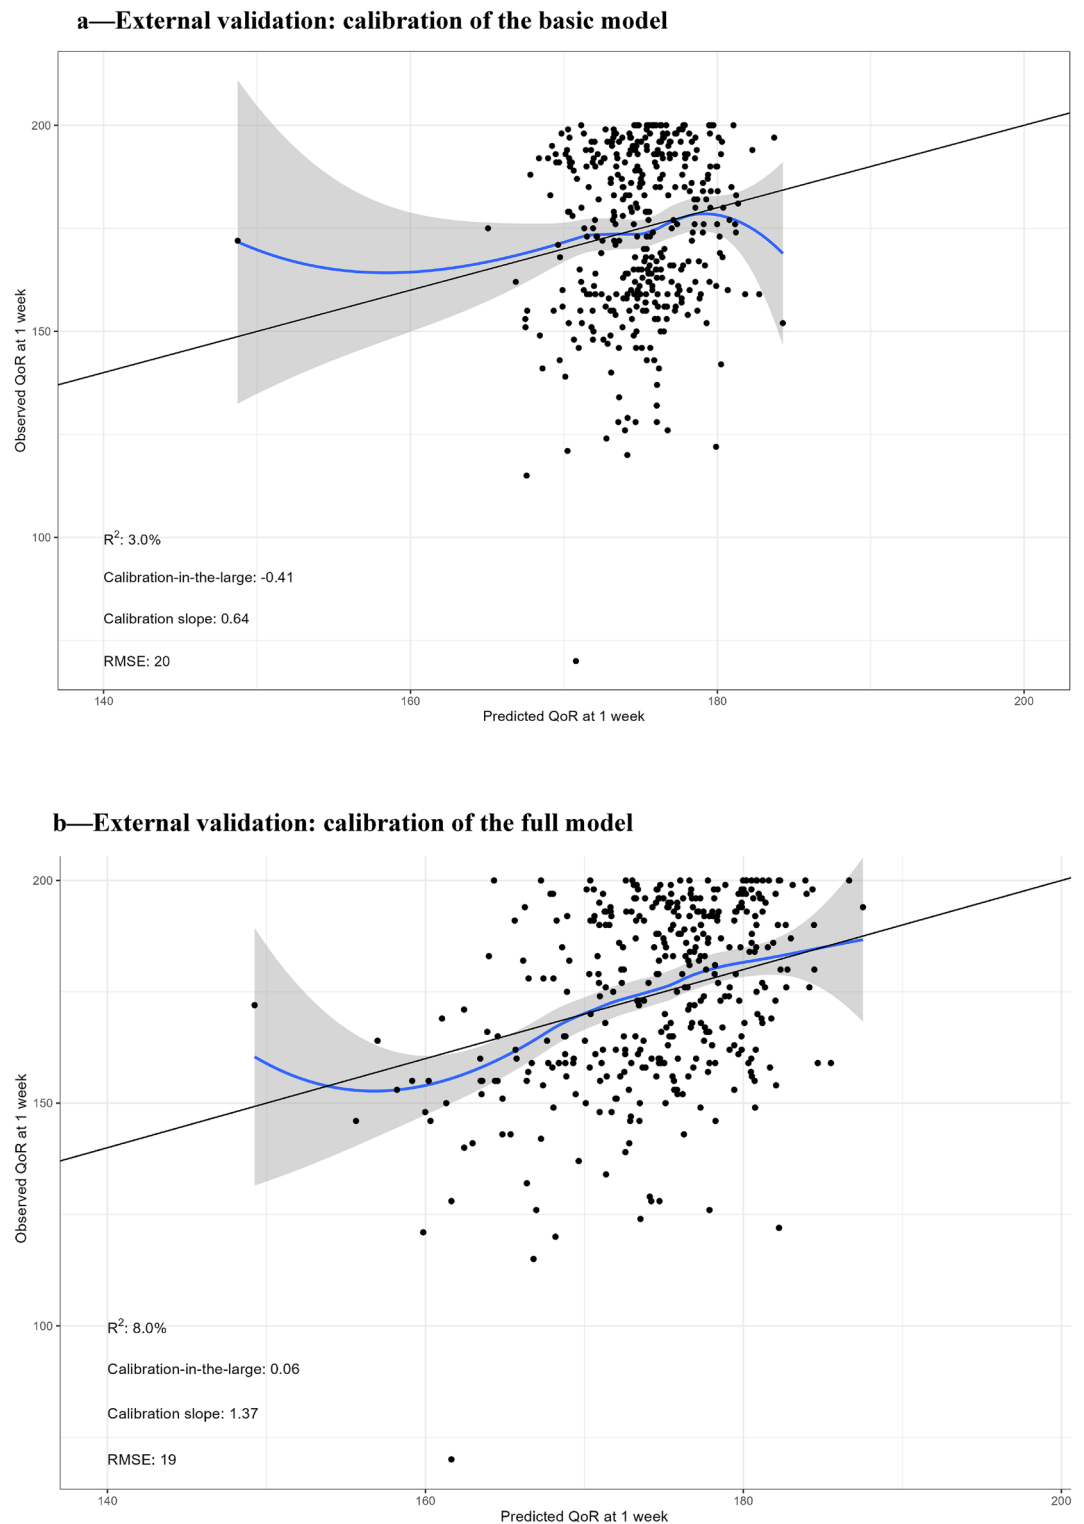 a—External validation: calibration of the basic model
200
150
100
Observed QoR at 1 week
R²: 3.0%
Calibration-in-the-large: -0.41
Calibration slope: 0.64
RMSE: 20
140 160 180 200
Predicted QoR at 1 week
b—External validation: calibration of the full model
200
150
100
Observed QoR at 1 week
R²: 8.0%
Calibration-in-the-large: 0.06
Calibration slope: 1.37
RMSE: 19
140 160 180 200
Predicted QoR at 1 week